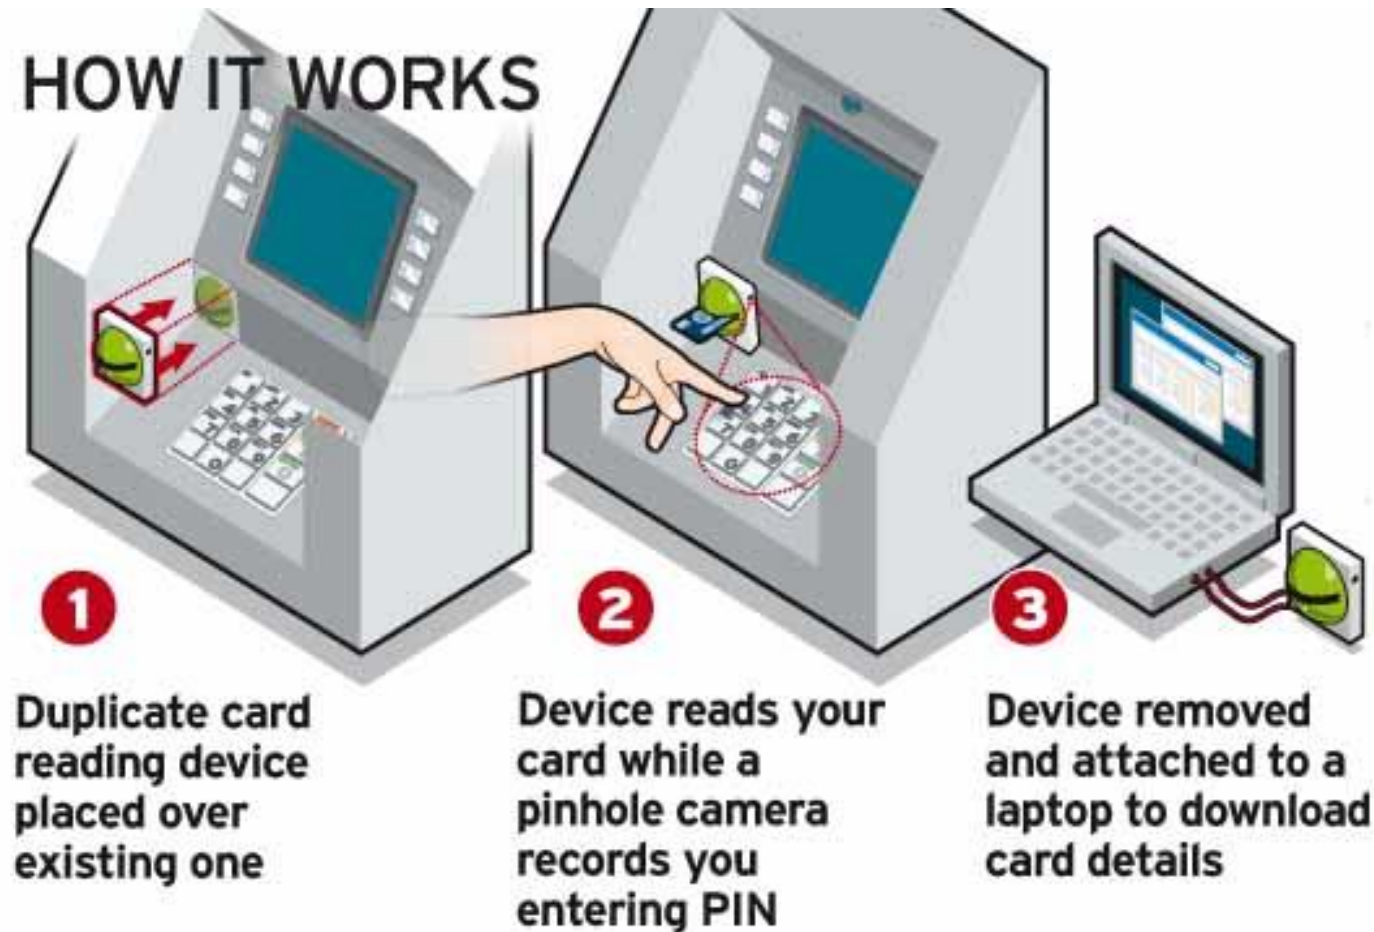 HOW IT WORKS
1
Duplicate card
reading device
placed over
existing one
2
Device reads your
card while a
pinhole camera
records you
entering PIN
3
Device removed
and attached to a
laptop to download
card details